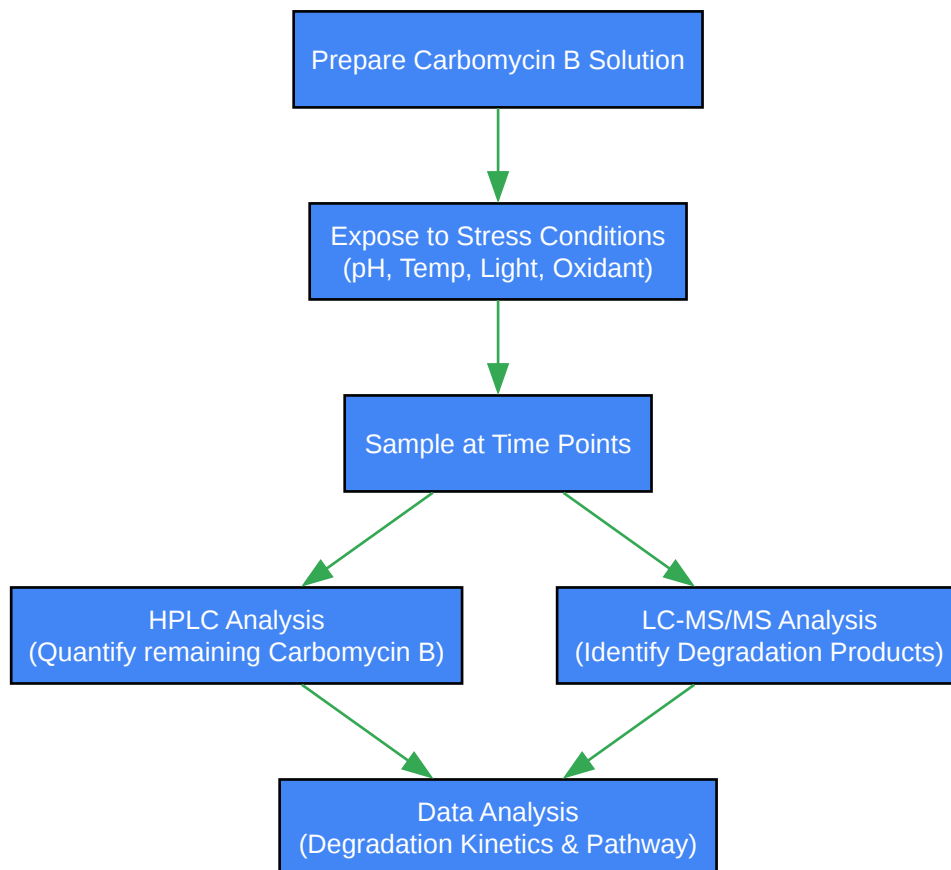 Prepare Carbomycin B Solution
Expose to Stress Conditions
(pH, Temp, Light, Oxidant)
Sample at Time Points
HPLC Analysis
(Quantify remaining Carbomycin B)
LC-MS/MS Analysis
(Identify Degradation Products)
Data Analysis
(Degradation Kinetics & Pathway)